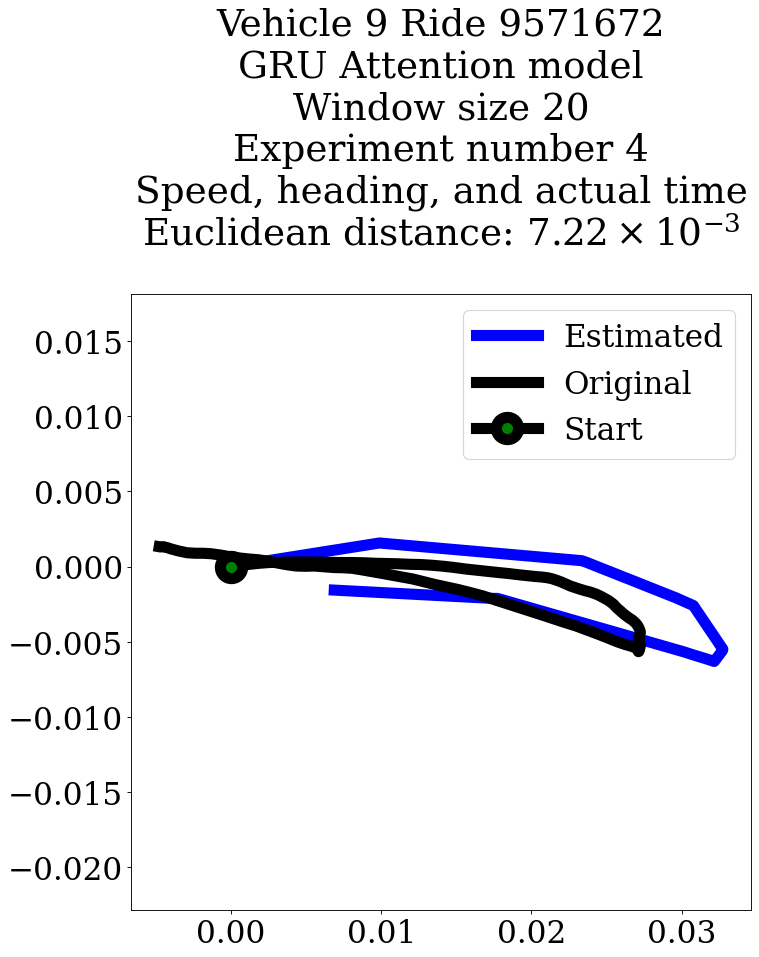 Vehicle 9 Ride 9571672
GRU Attention model
Window size 20
Experiment number 4
Speed, heading, and actual time
Euclidean distance: 7.22 × 10⁻³
Estimated
Original
Start
0.015
0.010
0.005
0.000
−0.005
−0.010
−0.015
−0.020
0.00 0.01 0.02 0.03